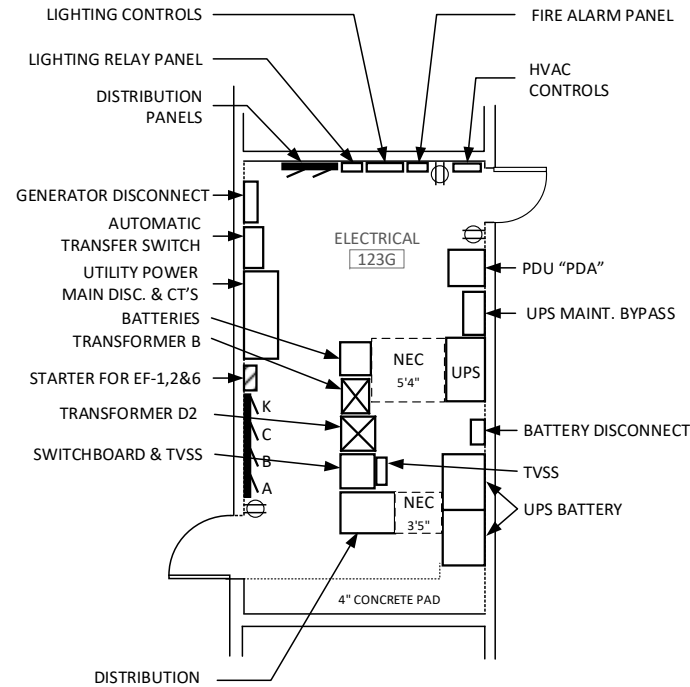 LIGHTING CONTROLS
FIRE ALARM PANEL
LIGHTING RELAY PANEL
HVAC
CONTROLS
DISTRIBUTION
PANELS
GENERATOR DISCONNECT
AUTOMATIC
TRANSFER SWITCH
ELECTRICAL
123G
UTILITY POWER
MAIN DISC. & CT'S
PDU “PDA”
BATTERIES
UPS MAINT. BYPASS
TRANSFORMER B
NEC
5'4"
UPS
STARTER FOR EF-1,2&6
K
TRANSFORMER D2
C
BATTERY DISCONNECT
SWITCHBOARD & TVSS
B
TVSS
A
NEC
3'5"
UPS BATTERY
4" CONCRETE PAD
DISTRIBUTION